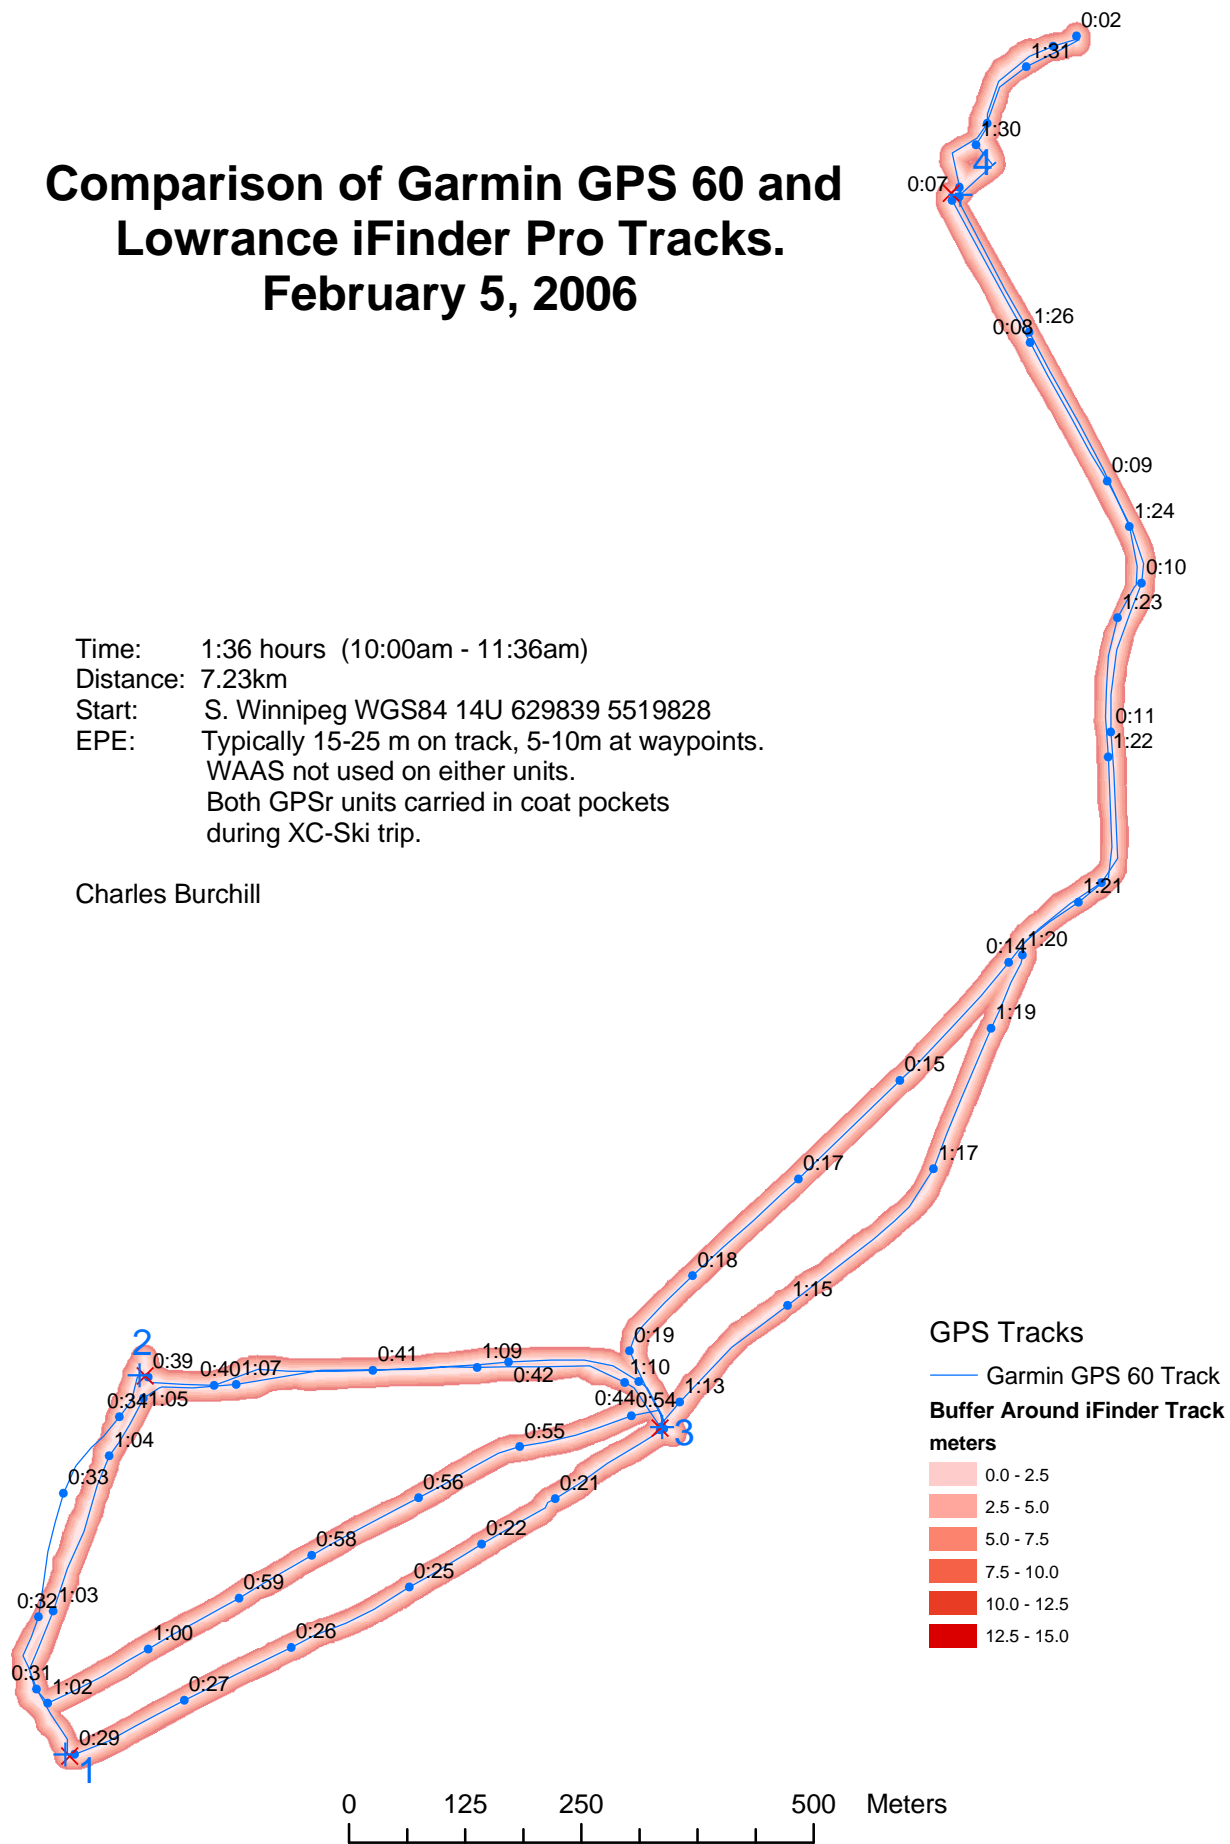 0:02
1:31
1:30
4
0:07
Comparison of Garmin GPS 60 and
Lowrance iFinder Pro Tracks.
February 5, 2006
1:26
0:08
0:09
1:24
0:10
1:23
Time: 1:36 hours (10:00am - 11:36am)
Distance: 7.23km
Start: S. Winnipeg WGS84 14U 629839 5519828
EPE: Typically 15-25 m on track, 5-10m at waypoints.
WAAS not used on either units.
Both GPSr units carried in coat pockets
during XC-Ski trip.
Charles Burchill
0:11
1:22
1:21
1:20
0:14
1:19
0:15
1:17
0:17
0:18
1:15
0:19
2
0:39
0:40
1:07
0:41
1:09
0:42
1:10
0:44
0:54
1:13
3
0:34
1:05
1:04
0:55
0:33
0:56
0:21
0:58
0:22
0:59
0:25
0:32
1:03
1:00
0:26
0:31
1:02
0:27
0:29
1
GPS Tracks
Garmin GPS 60 Track
Buffer Around iFinder Track
meters
0.0 - 2.5
2.5 - 5.0
5.0 - 7.5
7.5 - 10.0
10.0 - 12.5
12.5 - 15.0
0 125 250 500 Meters